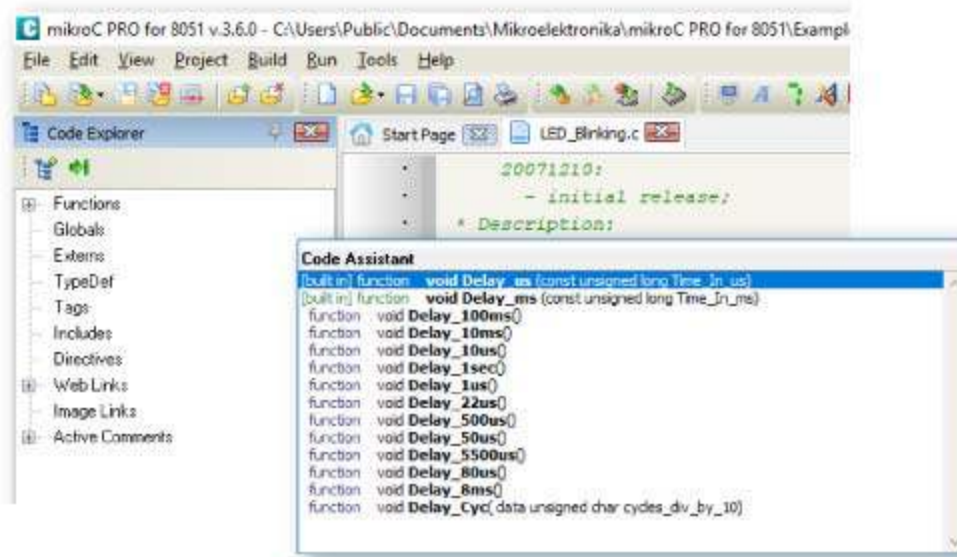 mikroC PRO for 8051 v.3.6.0 - C:\Users\Public\Documents\Mikroelektronika\mikroC PRO for 8051\Exampl
File Edit View Project Build Run Tools Help
Code Explorer
Start Page LED_Blinking.c
Functions
Globals
Externs
TypeDef
Tags
Includes
Directives
Web Links
Image Links
Active Comments
20071210:
- initial release;
* Description:
Code Assistant
[built in] function void Delay_us (const unsigned long Time_In_us)
[built in] function void Delay_ms (const unsigned long Time_In_ms)
function void Delay_100ms()
function void Delay_10ms()
function void Delay_10us()
function void Delay_1sec()
function void Delay_1us()
function void Delay_22us()
function void Delay_500us()
function void Delay_50us()
function void Delay_5500us()
function void Delay_80us()
function void Delay_8ms()
function void Delay_Cyc( data unsigned char cycles_div_by_10)